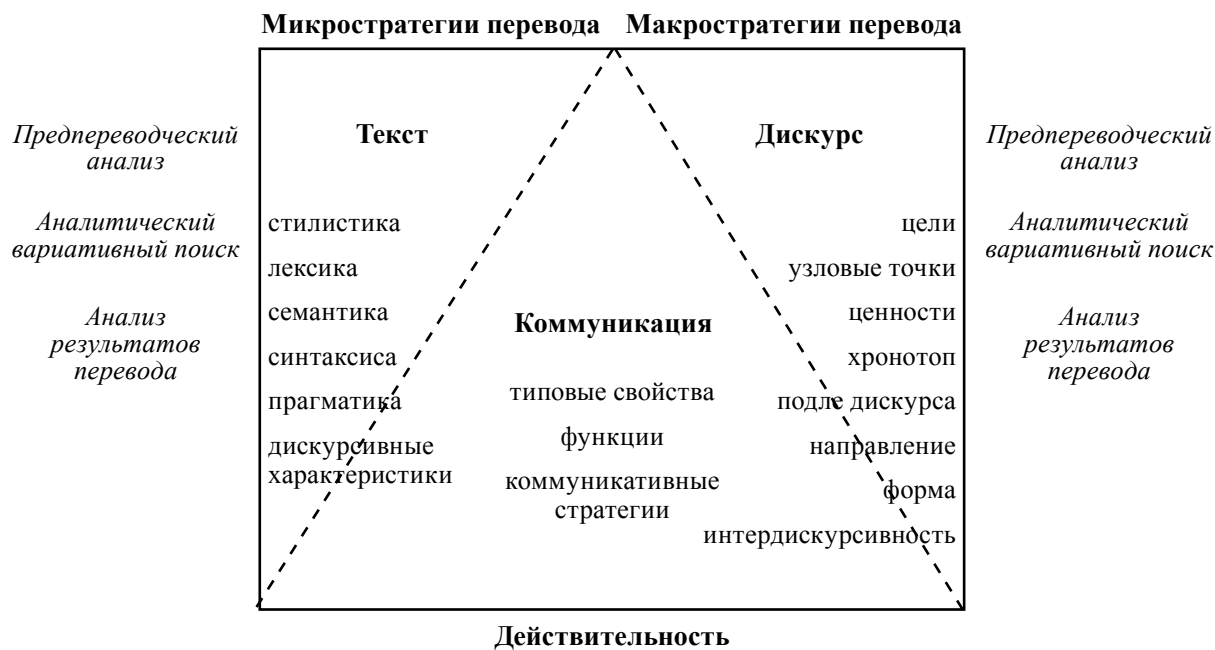 Микростратегии перевода Макростратегии перевода
Текст
Дискурс
Предпереводческий
анализ
Аналитический
вариативный поиск
Анализ
результатов
перевода
стилистика
лексика
семантика
синтаксиса
прагматика
дискурсивные
характеристики
Коммуникация
типовые свойства
функции
коммуникативные
стратегии
цели
узловые точки
ценности
хронотоп
подле дискурса
направление
форма
интердискурсивность
Предпереводческий
анализ
Аналитический
вариативный поиск
Анализ
результатов
перевода
Действительность